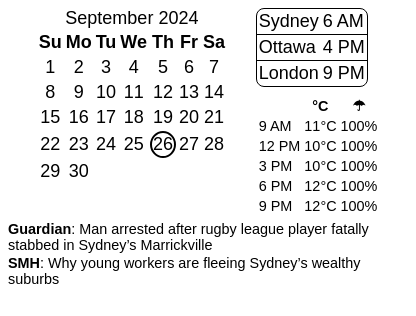 September 2024
Su Mo Tu We Th Fr Sa
1 2 3 4 5 6 7
8 9 10 11 12 13 14
15 16 17 18 19 20 21
22 23 24 25 26 27 28
29 30
Sydney 6 AM
Ottawa 4 PM
London 9 PM
°C ☂
9 AM 11°C 100%
12 PM 10°C 100%
3 PM 10°C 100%
6 PM 12°C 100%
9 PM 12°C 100%
Guardian: Man arrested after rugby league player fatally
stabbed in Sydney’s Marrickville
SMH: Why young workers are fleeing Sydney’s wealthy
suburbs